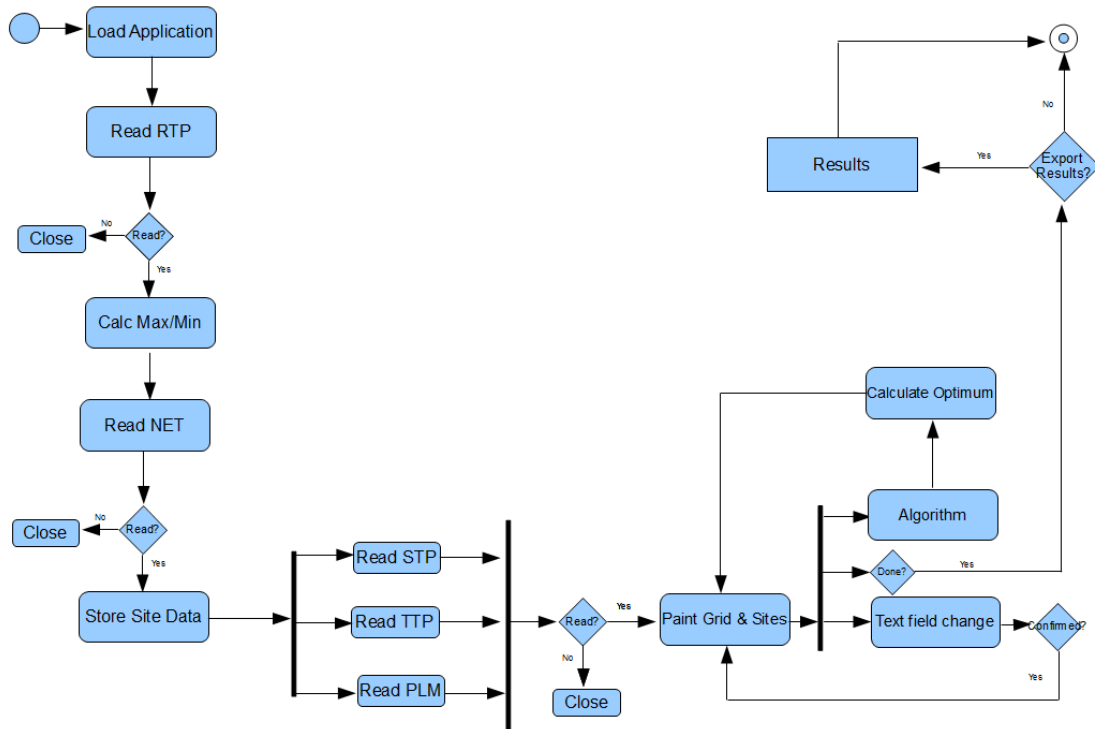 Load Application
Read RTP
No
Read?
Close
Yes
Calc Max/Min
Read NET
No
Read?
Close
Yes
Store Site Data
Read STP
Read TTP
Read PLM
Read?
Yes
No
Close
Paint Grid & Sites
Calculate Optimum
Algorithm
Done?
Yes
Text field change
Confirmed?
Yes
Export
Results?
Yes
No
Results